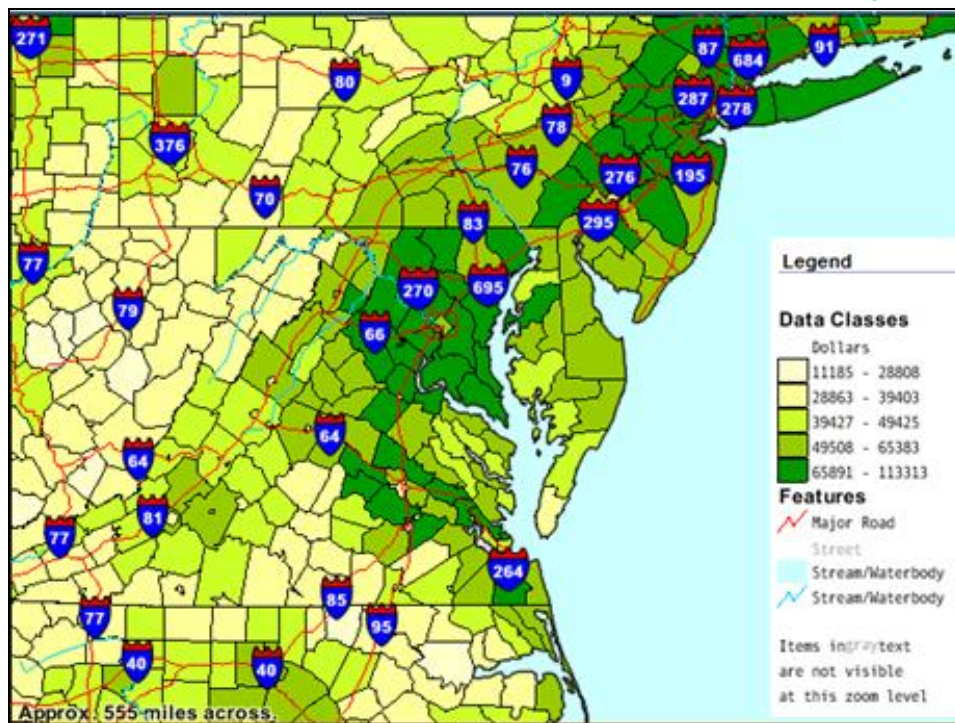 271
87
684
91
80
9
287
278
78
376
76
276
195
70
83
295
77
270
695
79
66
64
64
81
77
264
85
77
95
40
40
Approx. 555 miles across.
Legend
Data Classes
Dollars
11185 - 28808
28863 - 39403
39427 - 49425
49508 - 65383
65891 - 113313
Features
Major Road
Street
Stream/Waterbody
Stream/Waterbody
Items in gray text
are not visible
at this zoom level